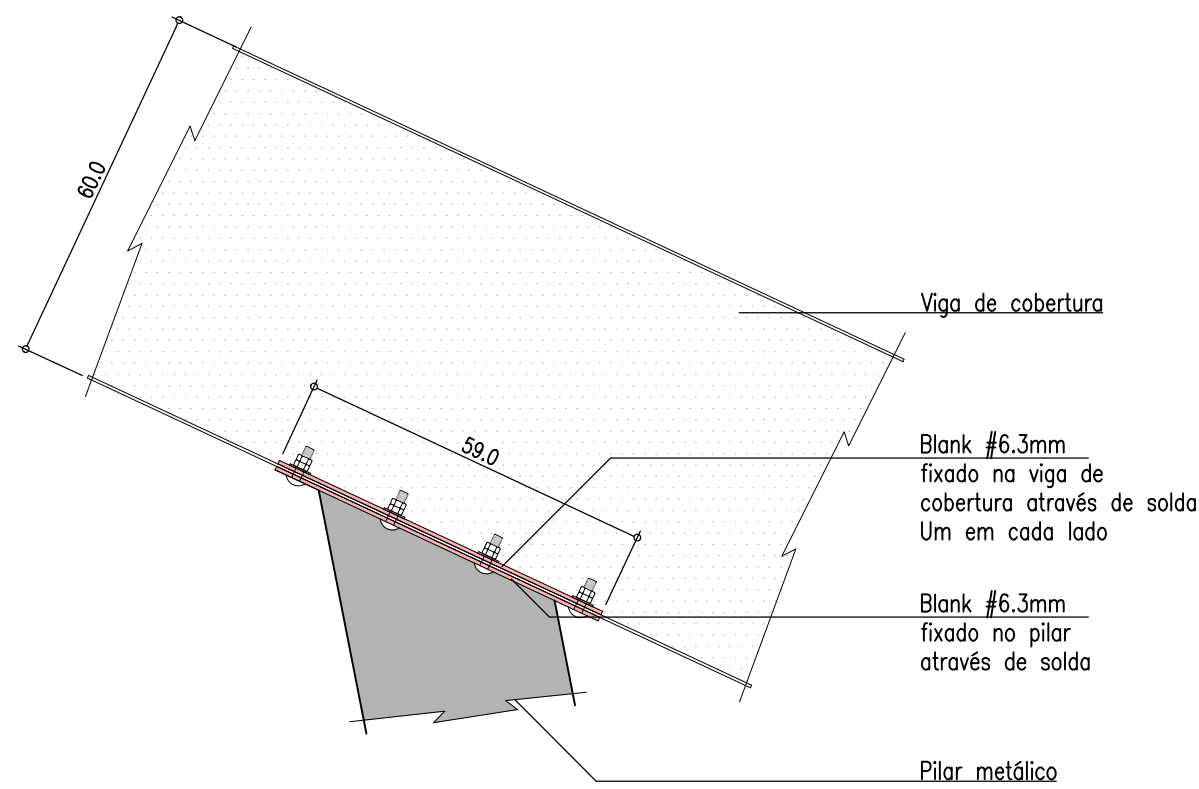 60.0
Viga de cobertura
59.0
Blank #6.3mm
fixado na viga de
cobertura através de solda
Um em cada lado
Blank #6.3mm
fixado no pilar
através de solda
Pilar metálico